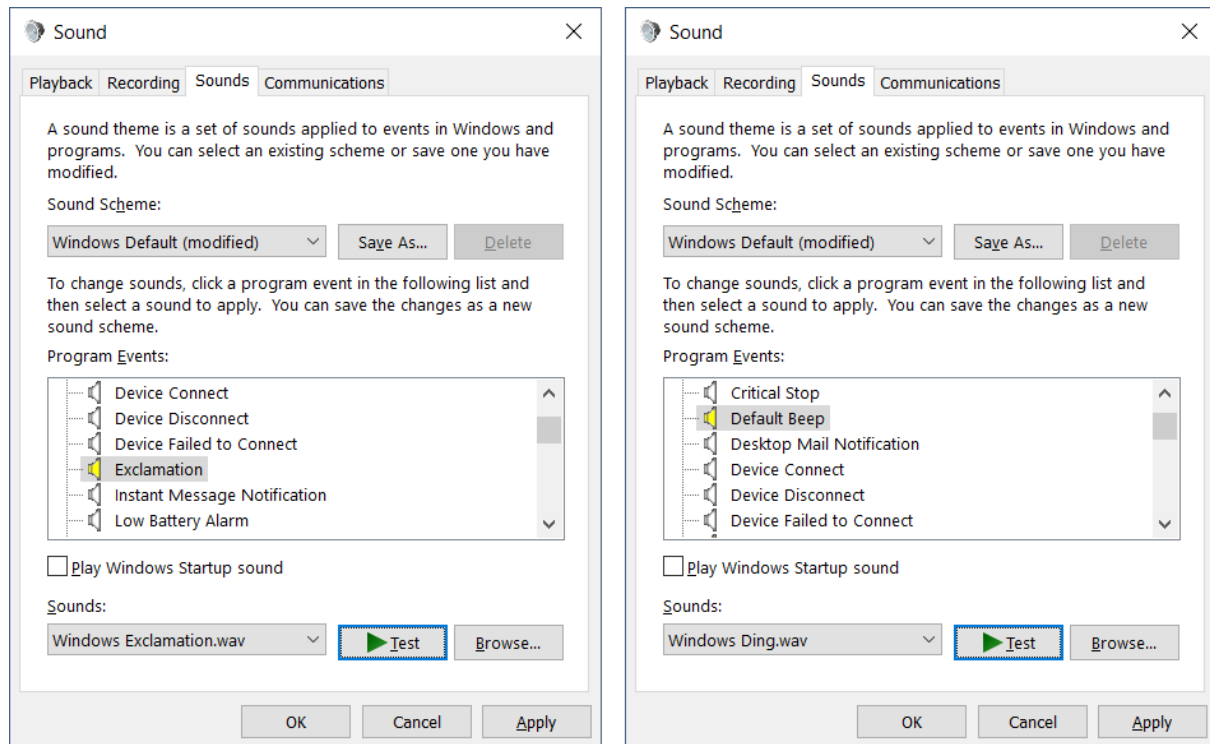 Sound
Playback Recording Sounds Communications
A sound theme is a set of sounds applied to events in Windows and
programs. You can select an existing scheme or save one you have
modified.
Sound Scheme:
Windows Default (modified) Save As... Delete
To change sounds, click a program event in the following list and
then select a sound to apply. You can save the changes as a new
sound scheme.
Program Events:
Device Connect
Device Disconnect
Device Failed to Connect
Exclamation
Instant Message Notification
Low Battery Alarm
Play Windows Startup sound
Sounds:
Windows Exclamation.wav Test Browse...
OK Cancel Apply
Sound
Playback Recording Sounds Communications
A sound theme is a set of sounds applied to events in Windows and
programs. You can select an existing scheme or save one you have
modified.
Sound Scheme:
Windows Default (modified) Save As... Delete
To change sounds, click a program event in the following list and
then select a sound to apply. You can save the changes as a new
sound scheme.
Program Events:
Critical Stop
Default Beep
Desktop Mail Notification
Device Connect
Device Disconnect
Device Failed to Connect
Play Windows Startup sound
Sounds:
Windows Ding.wav Test Browse...
OK Cancel Apply